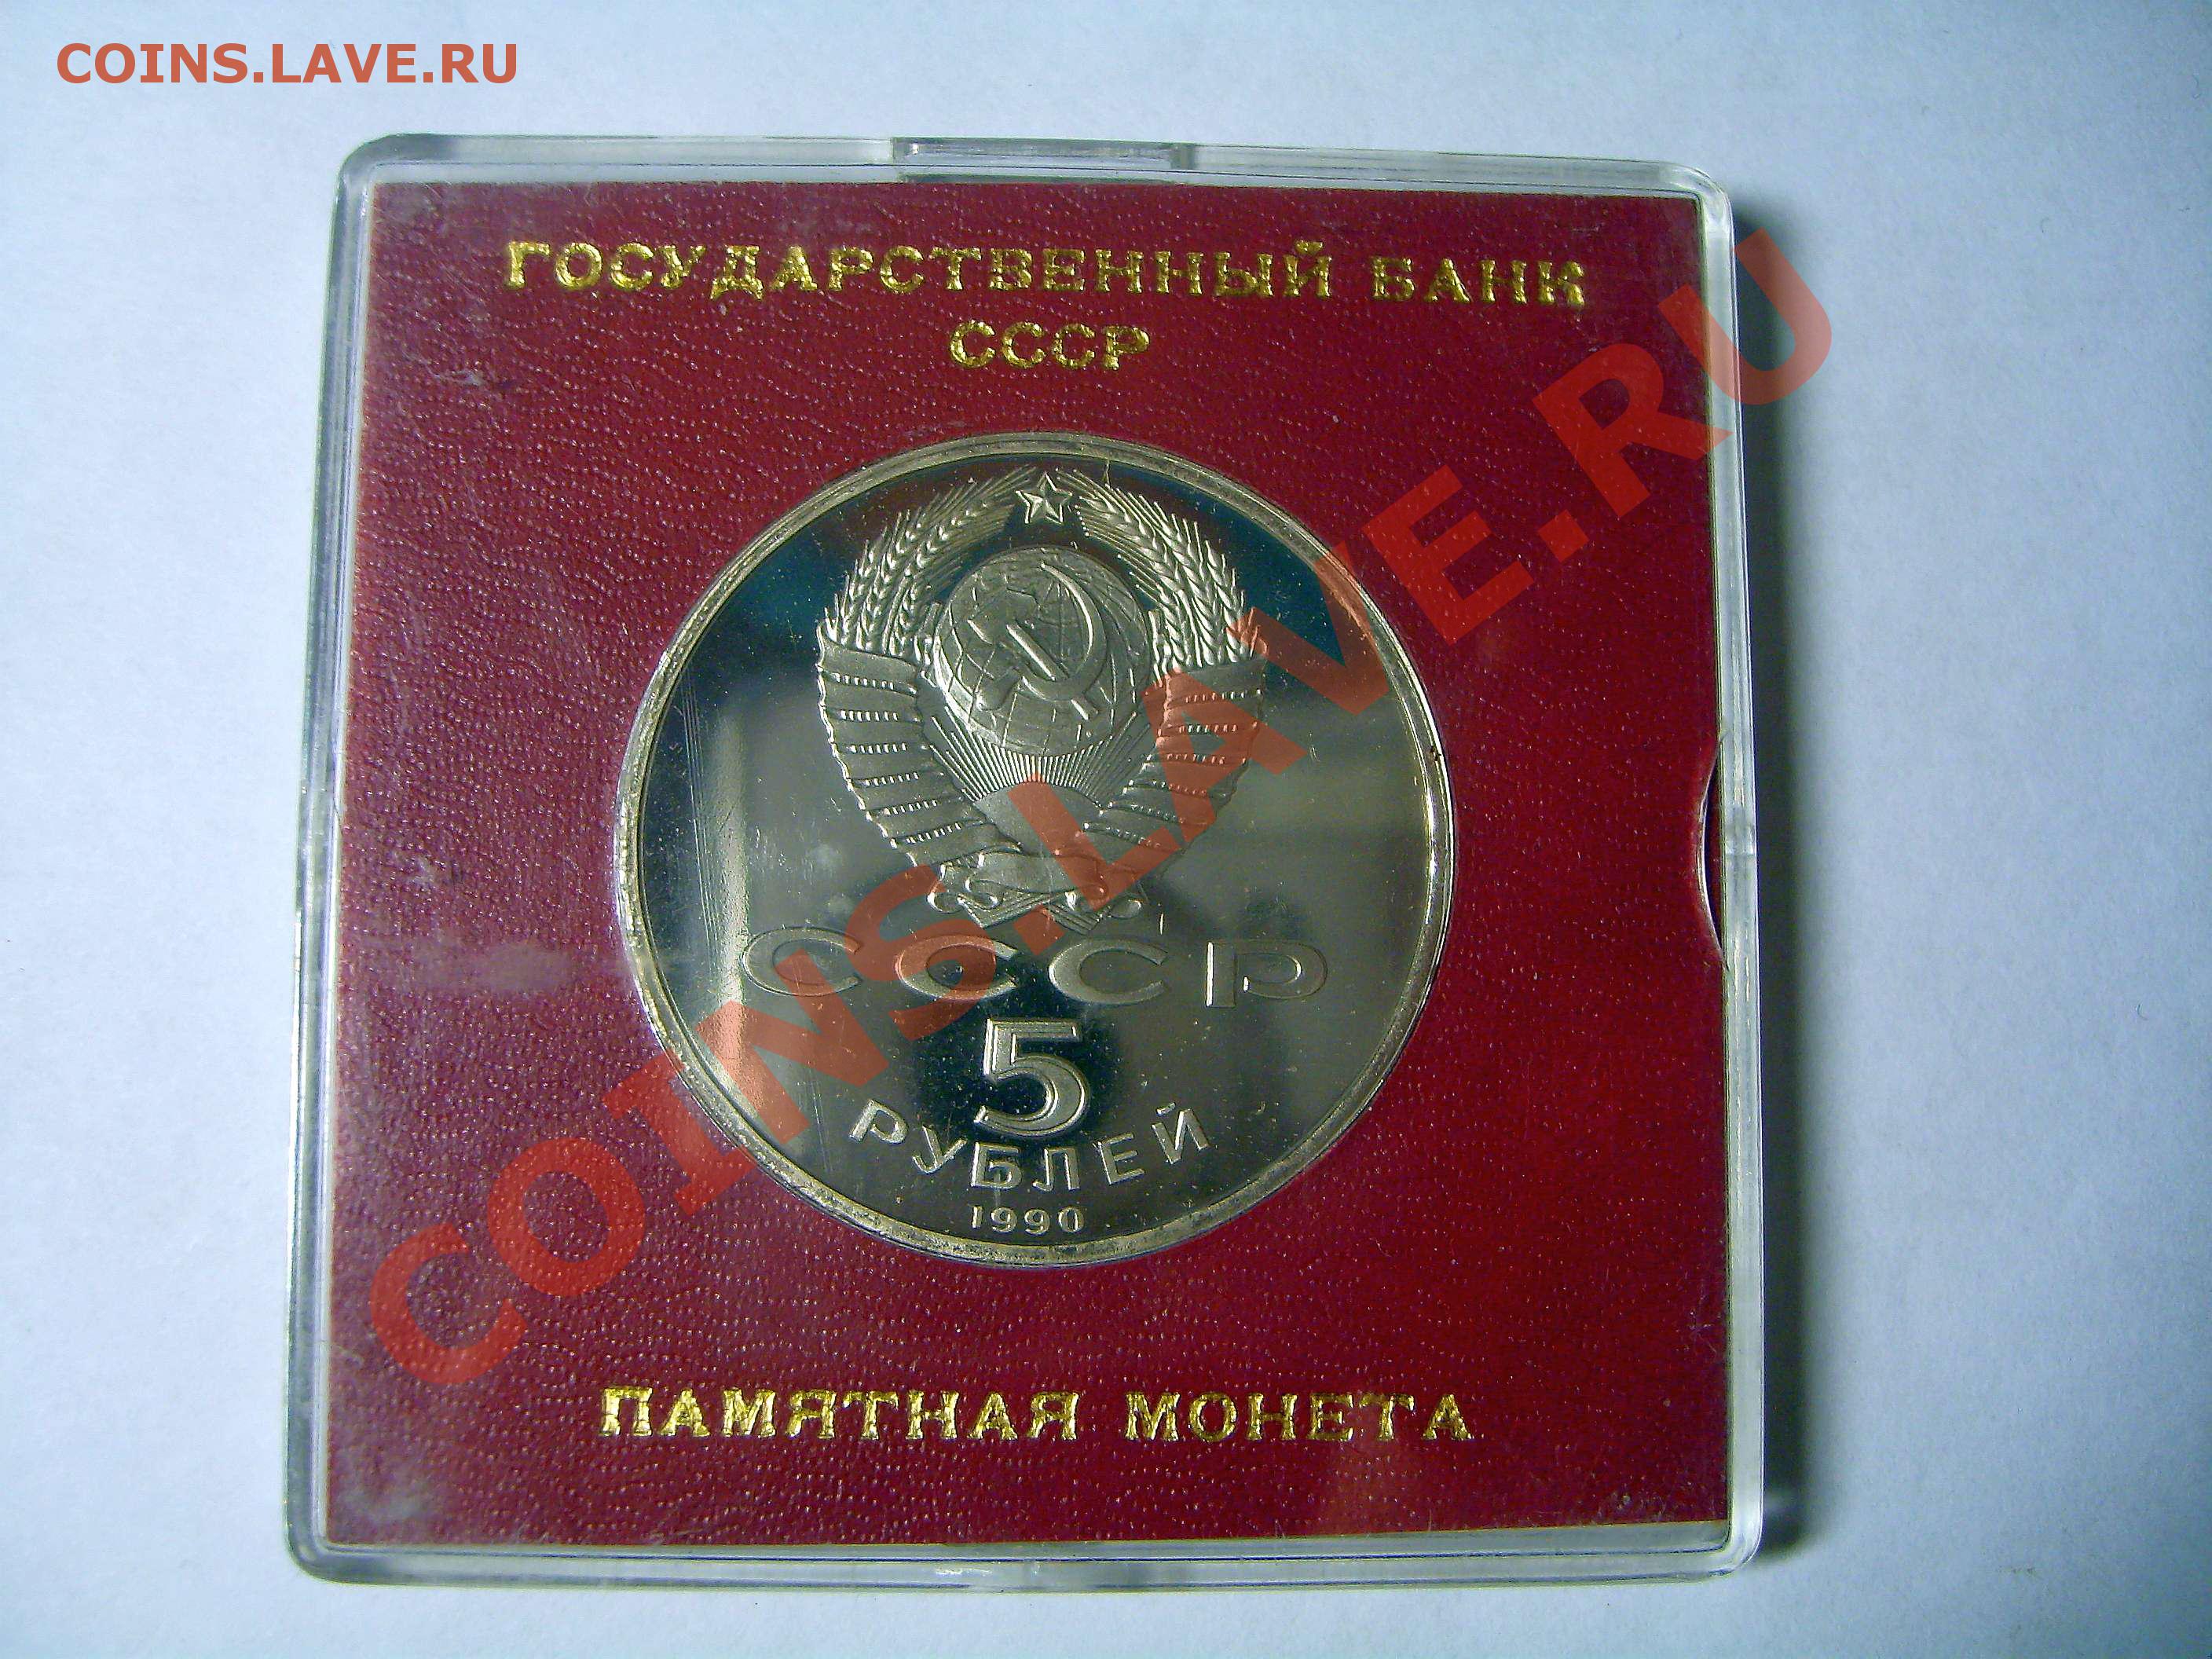 COINS.LAVE.RU
ГОСУДАРСТВЕННЫЙ БАНК
СССР
СССР
5
РУБЛЕЙ
1990
ПАМЯТНАЯ МОНЕТА
COINS.LAVE.RU